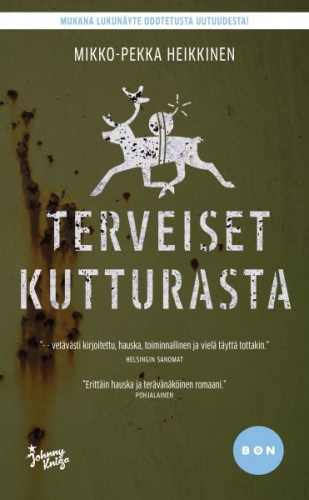 MUKANA LUKUNÄYTE ODOTETUSTA UUTUUDESTA!
MIKKO-PEKKA HEIKKINEN
TERVEISET
KUTTURASTA
"- - vetävästi kirjoitettu, hauska, toiminnallinen ja vielä täyttä tottakin."
HELSINGIN SANOMAT
"Erittäin hauska ja terävänäköinen romaani."
POHJALAINEN
Johnny
Kniga
BON